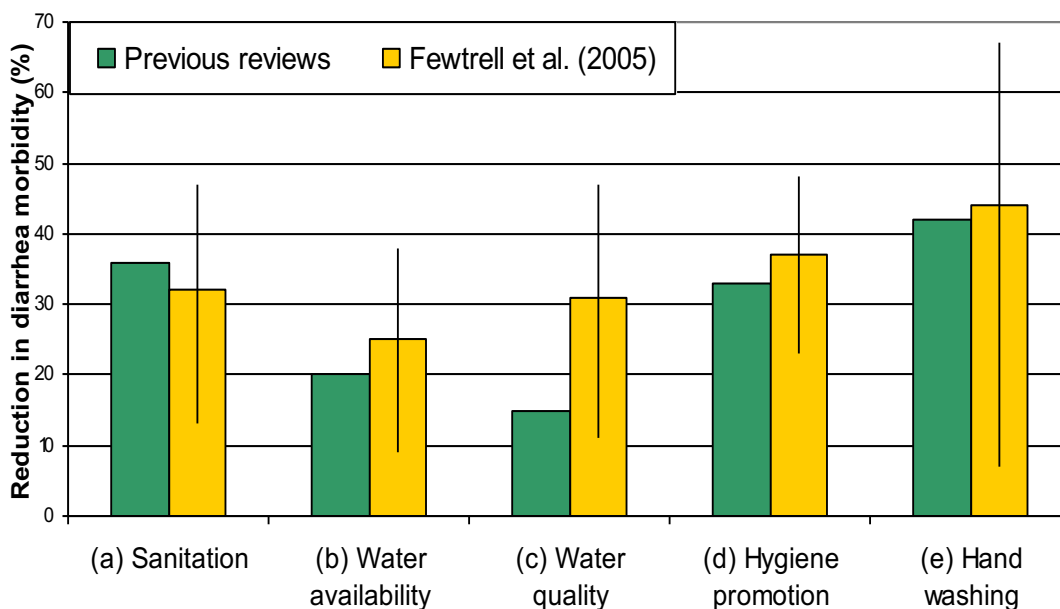 Reduction in diarrhea morbidity (%)
70
60
50
40
30
20
10
0
Previous reviews
Fewtrell et al. (2005)
(a) Sanitation
(b) Water
availability
(c) Water
quality
(d) Hygiene
promotion
(e) Hand
washing